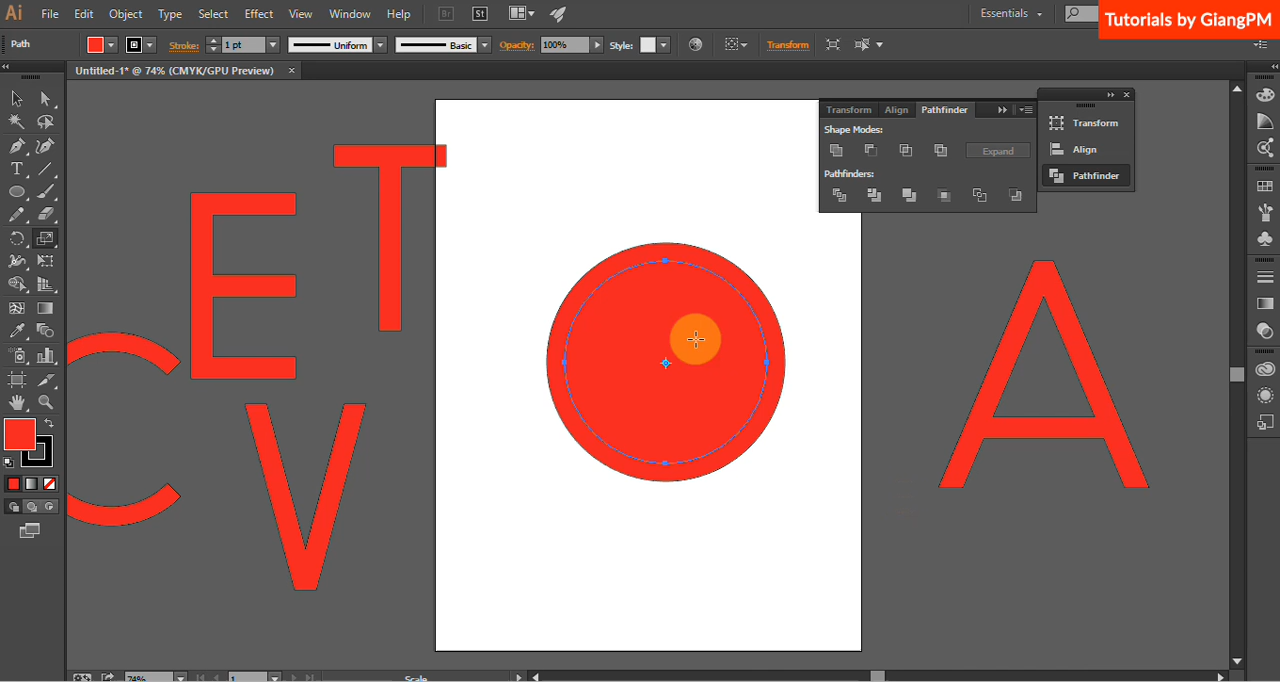 Ai File Edit Object Type Select Effect View Window Help Br St Essentials
Tutorials by GiangPM
Path Stroke: 1 pt Uniform Basic Opacity: 100% Style: Transform
Untitled-1* @ 74% (CMYK/GPU Preview) ×
Transform Align Pathfinder
Shape Modes:
Expand
Pathfinders:
Transform
Align
Pathfinder
T
E
C
V
A
T
74% 1 Scale